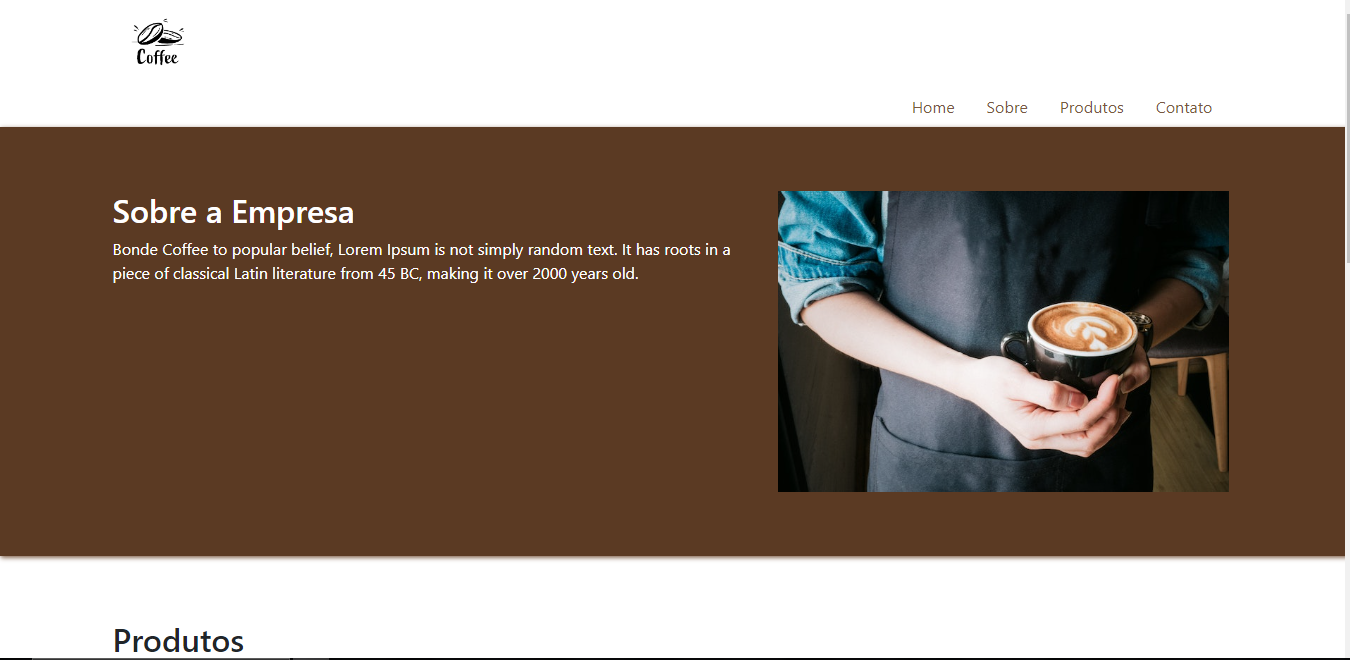 Coffee
Home Sobre Produtos Contato
Sobre a Empresa
Bonde Coffee to popular belief, Lorem Ipsum is not simply random text. It has roots in a
piece of classical Latin literature from 45 BC, making it over 2000 years old.
Produtos